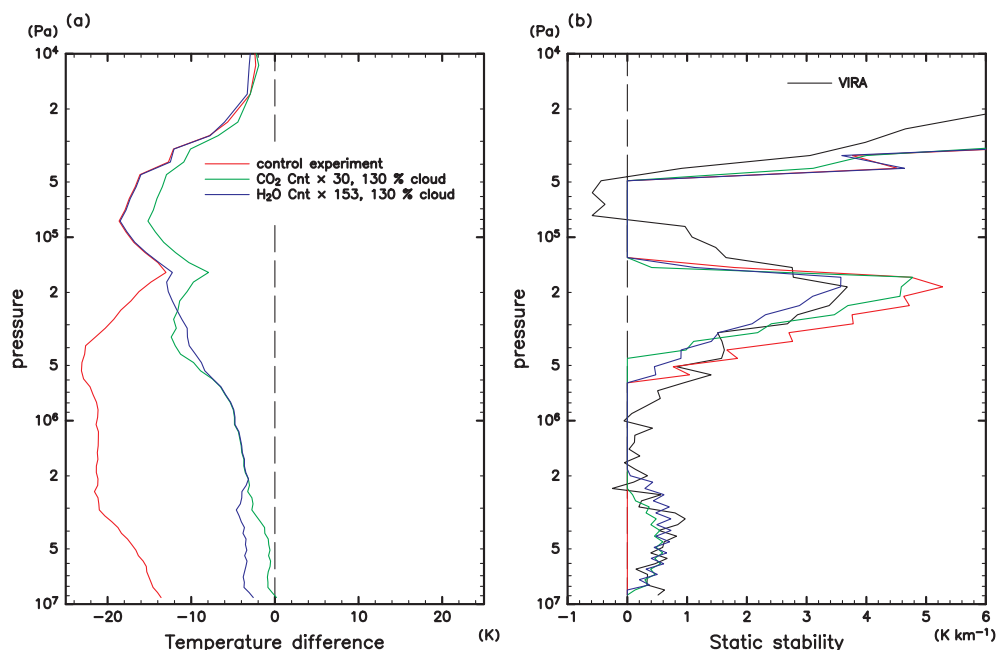 (Pa) (a)
10⁴
2
5
10⁵
2
5
10⁶
2
5
10⁷
pressure
control experiment
CO₂ Cnt × 30, 130 % cloud
H₂O Cnt × 153, 130 % cloud
−20 −10 0 10 20
Temperature difference (K)
(Pa) (b)
10⁴
2
5
10⁵
2
5
10⁶
2
5
10⁷
pressure
VIRA
−1 0 1 2 3 4 5 6
Static stability (K km⁻¹)